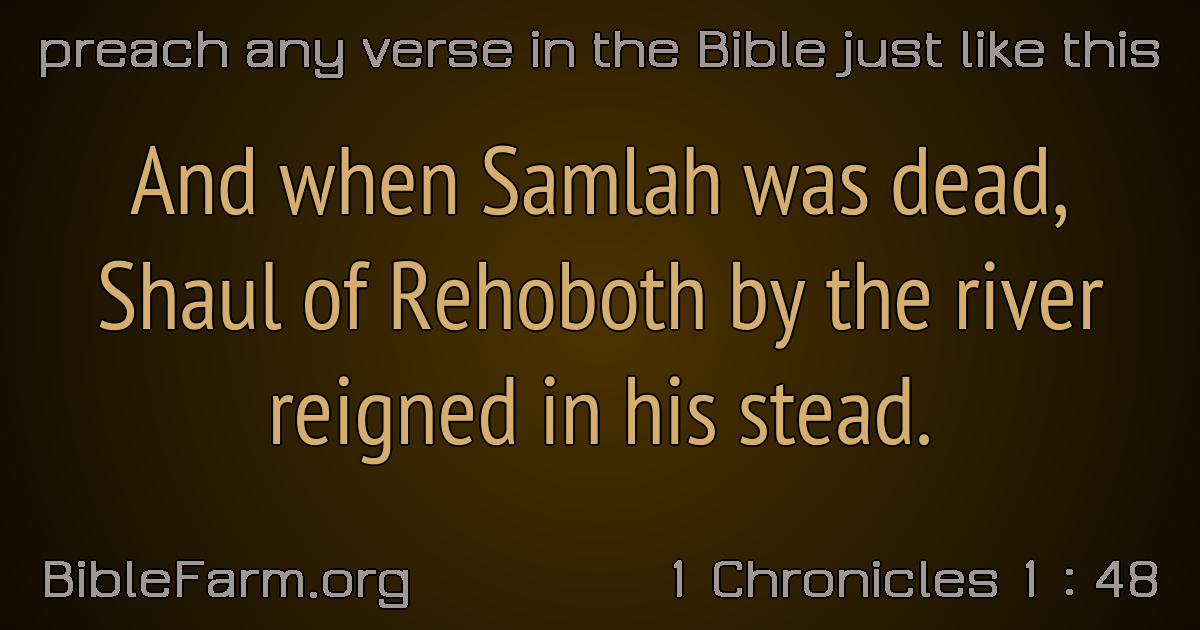 preach any verse in the Bible just like this
And when Samlah was dead,
Shaul of Rehoboth by the river
reigned in his stead.
BibleFarm.org
1 Chronicles 1 : 48